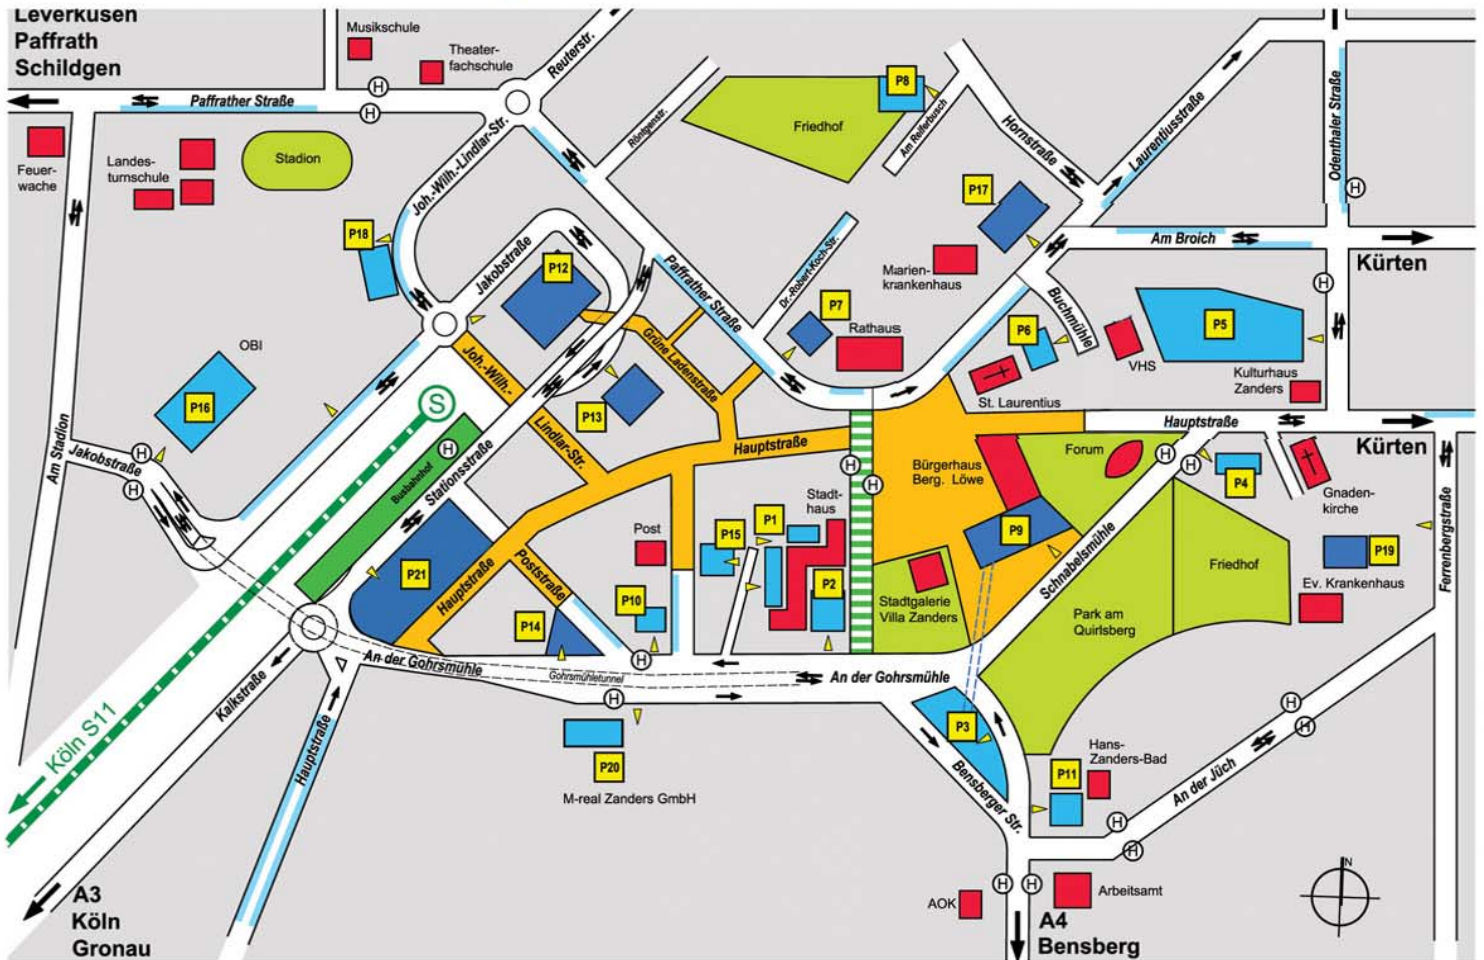 Leverkusen
Paffrath
Schildgen
Musikschule
Theater-
fachschule
Reuterstr.
Paffrather Straße
H
H
Feuer-
wache
Landes-
turnschule
Stadion
Joh.-Wilh.-Lindlar-Str.
Röntgenstr.
Friedhof
P8
Am Reiferbusch
Hornstraße
Laurentiusstraße
Odenthaler Straße
H
P17
Marien-
krankenhaus
Am Broich
Kürten
P18
Jakobstraße
P12
Paffrather Straße
Dr.-Robert-Koch-Str.
P7
Rathaus
Buchmühle
P6
St. Laurentius
VHS
P5
H
Kulturhaus
Zanders
OBI
P16
Joh.-Wilh.-
Lindlar-Str.
Grüne Ladenstraße
P13
S
H
Busbahnhof
Stationsstraße
Hauptstraße
Hauptstraße
Kürten
Am Stadion
Jakobstraße
H
H
Bürgerhaus
Berg. Löwe
Forum
H
H
P4
Gnaden-
kirche
Ferrenbergstraße
H
H
Stadt-
haus
P1
P15
P2
Post
P10
P9
Schnabelsmühle
Friedhof
P19
Ev. Krankenhaus
P21
Hauptstraße
Poststraße
P14
Stadtgalerie
Villa Zanders
Park am
Quirlsberg
An der Gohrsmühle
Gohrsmühletunnel
H
H
An der Gohrsmühle
Kalkstraße
Hauptstraße
Köln S11
P20
M-real Zanders GmbH
P3
Bensberger Str.
P11
Hans-
Zanders-Bad
An der Jüch
H
H
H
H
H
H
AOK
Arbeitsamt
N
A3
Köln
Gronau
A4
Bensberg